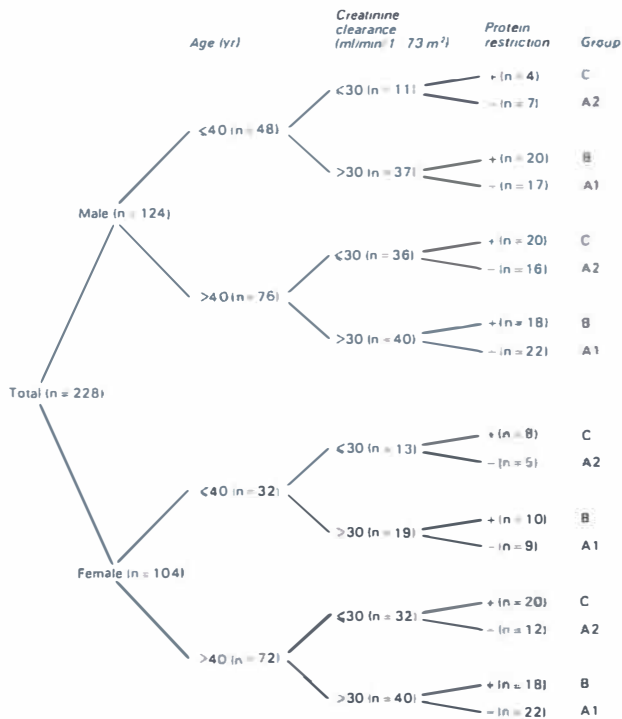 Creatinine
clearance
Age (yr) (ml/min 1 73 m²)
Protein
restriction Group
+ (n = 4) C
≤30 (n = 11)
− (n = 7) A2
≤40 (n = 48)
+ (n = 20) B
>30 (n = 37)
− (n = 17) A1
Male (n = 124)
+ (n = 20) C
≤30 (n = 36)
− (n = 16) A2
>40 (n = 76)
+ (n = 18) B
>30 (n = 40)
− (n = 22) A1
Total (n = 228)
+ (n = 8) C
≤30 (n = 13)
− (n = 5) A2
≤40 (n = 32)
+ (n = 10) B
>30 (n = 19)
− (n = 9) A1
Female (n = 104)
+ (n = 20) C
≤30 (n = 32)
− (n = 12) A2
>40 (n = 72)
+ (n = 18) B
>30 (n = 40)
− (n = 22) A1